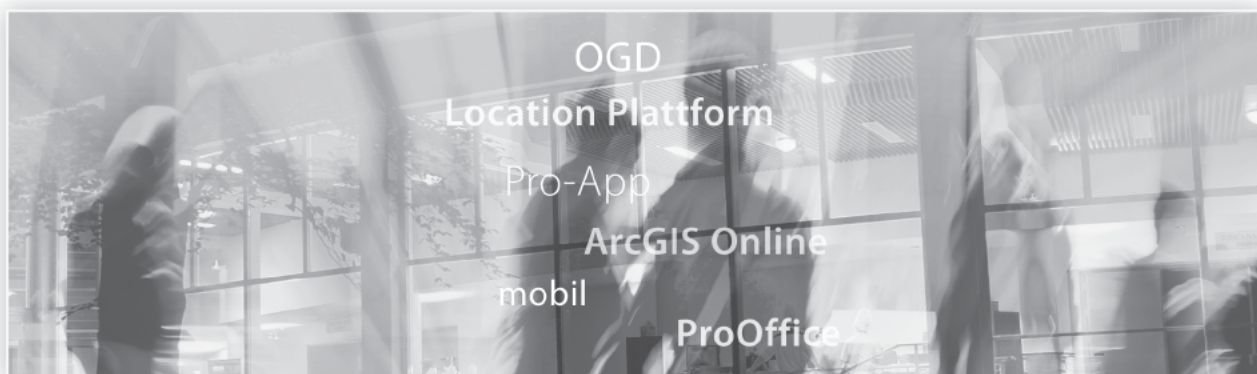 OGD
Location Plattform
Pro-App
ArcGIS Online
mobil
ProOffice